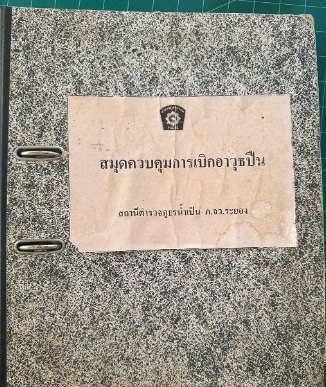 สมุดควบคุมการเบิกอาวุธปืน
สถานีตำรวจภูธรน้ำเป็น ภ.จว.ระยอง